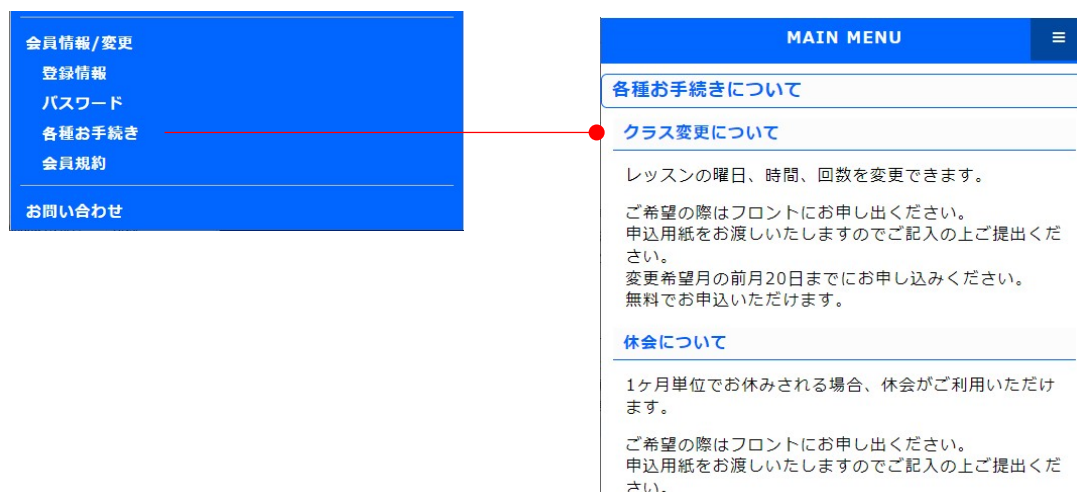 会員情報/変更
登録情報
パスワード
各種お手続き
会員規約
お問い合わせ
MAIN MENU
各種お手続きについて
クラス変更について
レッスンの曜日、時間、回数を変更できます。
ご希望の際はフロントにお申し出ください。
申込用紙をお渡しいたしますのでご記入の上ご提出くだ
さい。
変更希望月の前月20日までにお申し込みください。
無料でお申込いただけます。
休会について
1ヶ月単位でお休みされる場合、休会がご利用いただけ
ます。
ご希望の際はフロントにお申し出ください。
申込用紙をお渡しいたしますのでご記入の上ご提出くだ
さい。